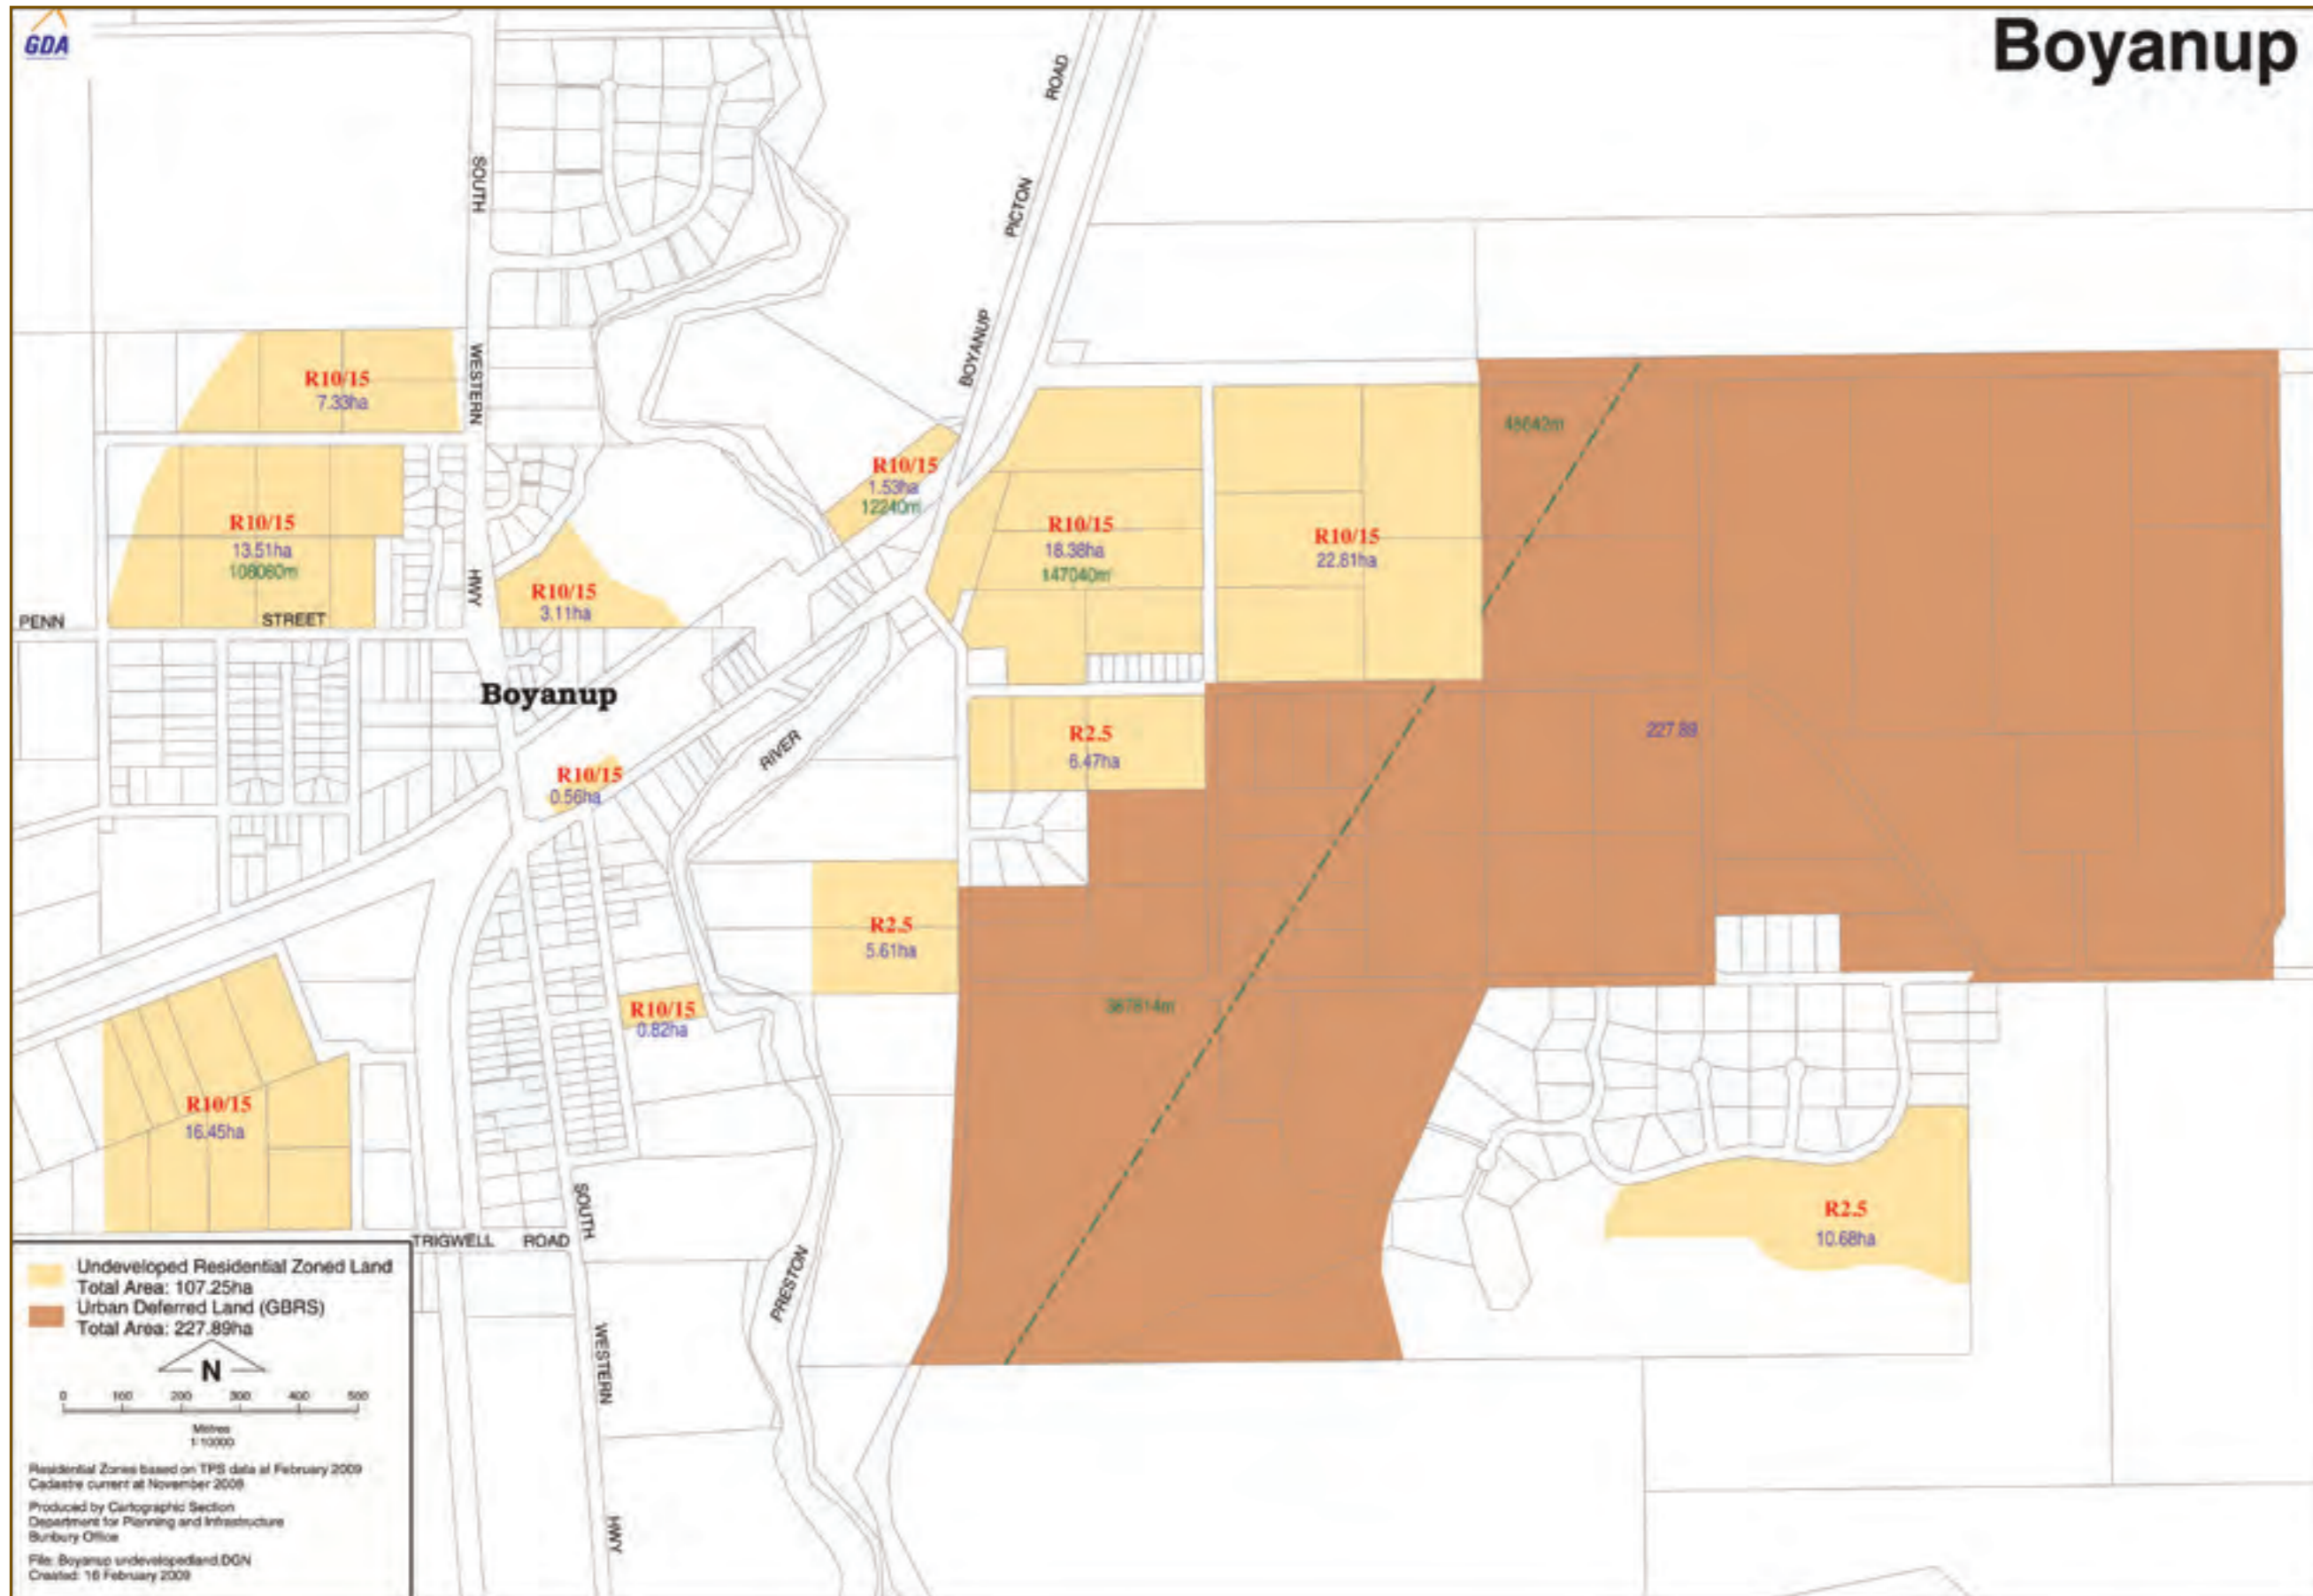 GDA
Boyanup
SOUTH
WESTERN
HWY
BOYANUP
PICTON
ROAD
R10/15
7.33ha
R10/15
13.51ha
108080m
R10/15
3.11ha
R10/15
1.53ha
12240m
R10/15
18.38ha
147040m
R10/15
22.81ha
48642m
PENN
STREET
Boyanup
RIVER
R2.5
6.47ha
227.89
R10/15
0.56ha
R2.5
5.61ha
R10/15
0.82ha
387814m
R10/15
16.45ha
R2.5
10.68ha
TRIGWELL ROAD
SOUTH
WESTERN
HWY
PRESTON
Undeveloped Residential Zoned Land
Total Area: 107.25ha
Urban Deferred Land (GBRS)
Total Area: 227.89ha
N
0 100 200 300 400 500
Metres
1:10000
Residential Zones based on TPS data at February 2009
Cadastre current at November 2008
Produced by Cartographic Section
Department for Planning and Infrastructure
Bunbury Office
File: Boyanup undevelopedland.DGN
Created: 16 February 2009